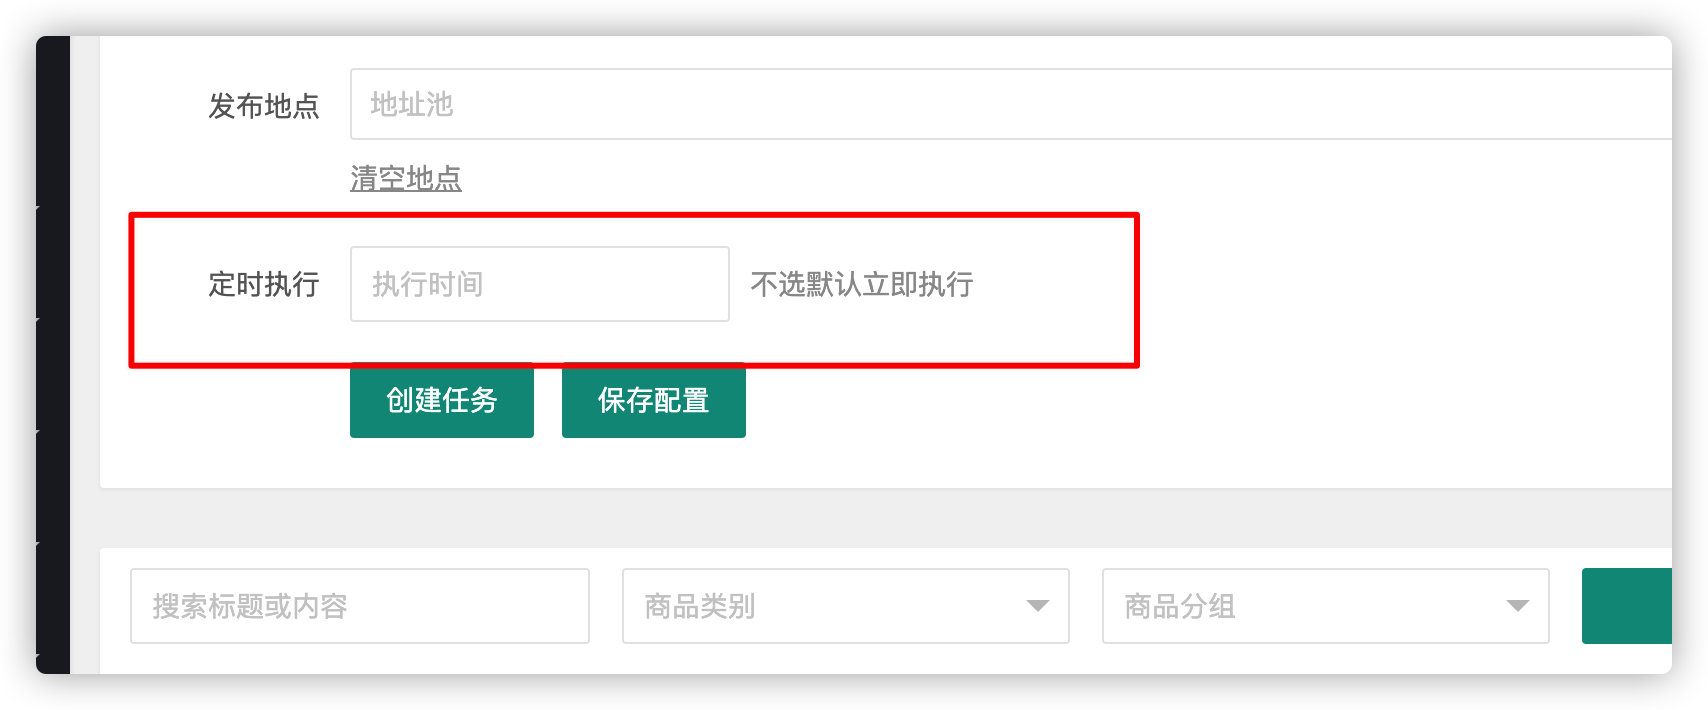 发布地点 地址池
清空地点
定时执行 执行时间 不选默认立即执行
创建任务 保存配置
搜索标题或内容 商品类别 商品分组